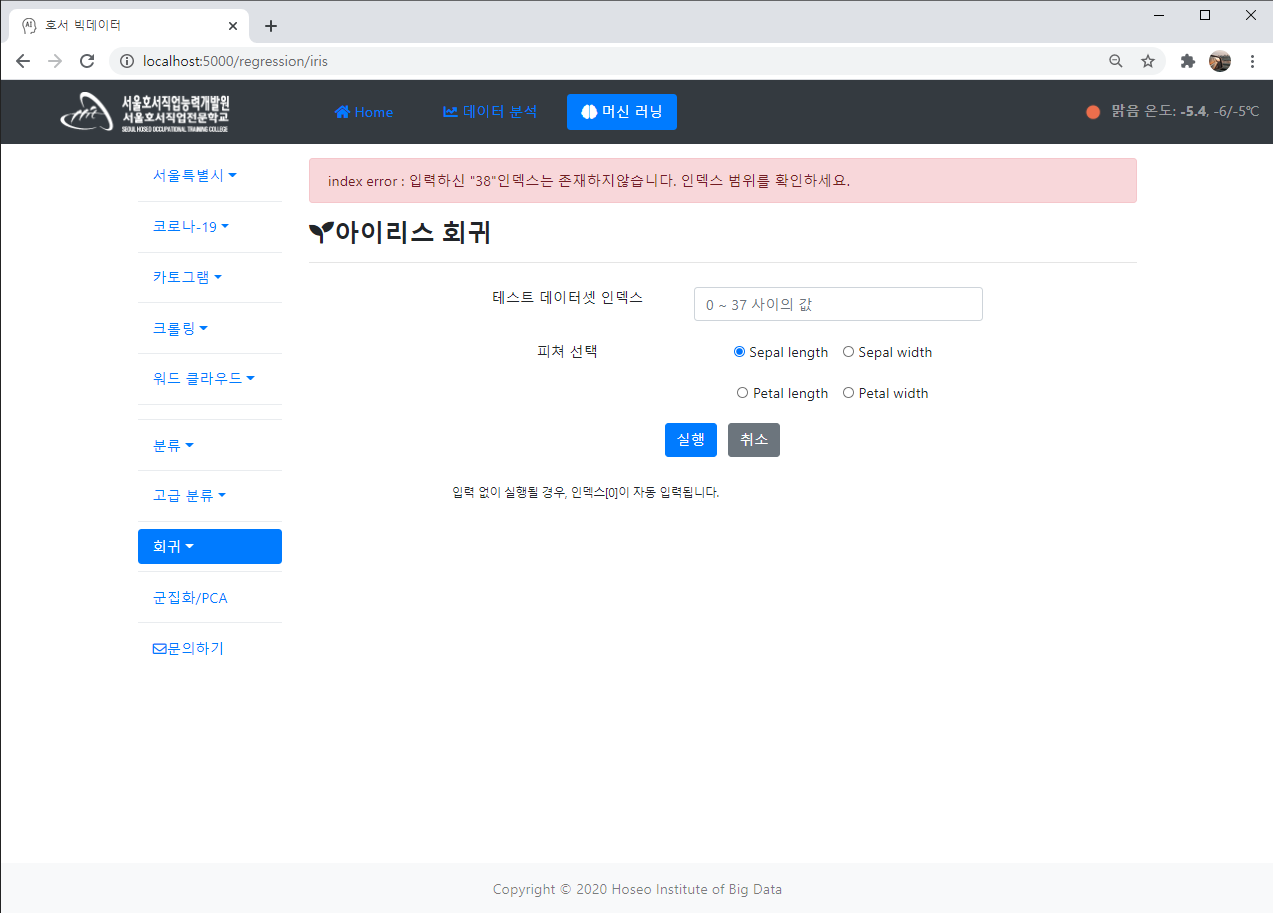 호서 빅데이터
localhost:5000/regression/iris
서울호서직업능력개발원
서울호서직업전문학교
SEOUL HOSEO OCCUPATIONAL TRAINING COLLEGE
Home
데이터 분석
머신 러닝
맑음 온도: -5.4, -6/-5℃
서울특별시
코로나-19
카토그램
크롤링
워드 클라우드
분류
고급 분류
회귀
군집화/PCA
문의하기
index error : 입력하신 "38"인덱스는 존재하지않습니다. 인덱스 범위를 확인하세요.
아이리스 회귀
테스트 데이터셋 인덱스
0 ~ 37 사이의 값
피쳐 선택
Sepal length Sepal width
Petal length Petal width
실행 취소
입력 없이 실행될 경우, 인덱스[0]이 자동 입력됩니다.
Copyright © 2020 Hoseo Institute of Big Data